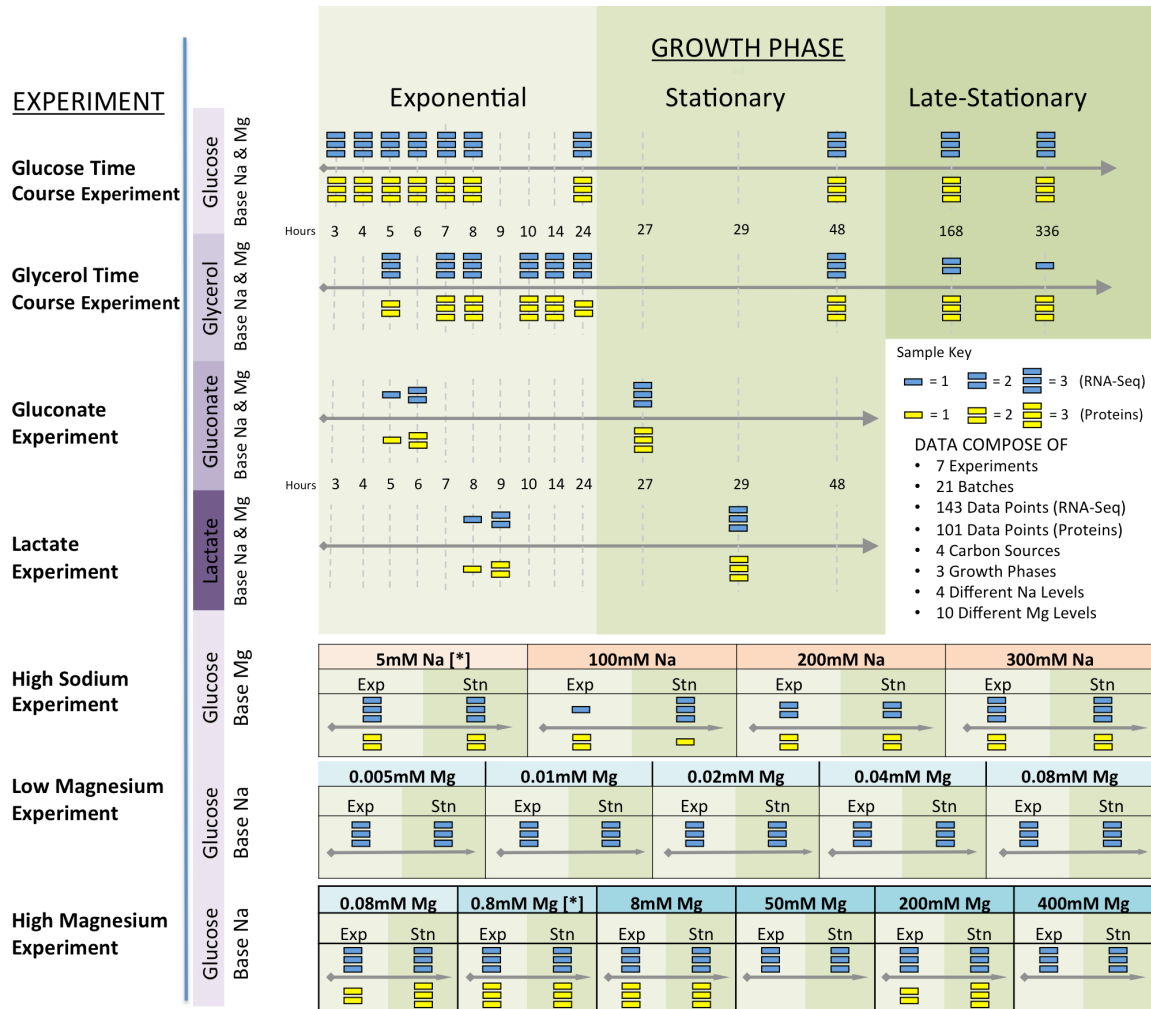 GROWTH PHASE
EXPERIMENT
Exponential
Stationary
Late-Stationary
Glucose Time
Course Experiment
Glucose
Base Na & Mg
Hours 3 4 5 6 7 8 9 10 14 24 27 29 48 168 336
Glycerol Time
Course Experiment
Glycerol
Base Na & Mg
Sample Key
= 1 = 2 = 3 (RNA-Seq)
= 1 = 2 = 3 (Proteins)
Gluconate
Experiment
Gluconate
Base Na & Mg
DATA COMPOSE OF
• 7 Experiments
• 21 Batches
• 143 Data Points (RNA-Seq)
• 101 Data Points (Proteins)
• 4 Carbon Sources
• 3 Growth Phases
• 4 Different Na Levels
• 10 Different Mg Levels
Hours 3 4 5 6 7 8 9 10 14 24 27 29 48
Lactate
Experiment
Lactate
Base Na & Mg
High Sodium
Experiment
Glucose
Base Mg
5mM Na [*] 100mM Na 200mM Na 300mM Na
Exp Stn Exp Stn Exp Stn Exp Stn
Low Magnesium
Experiment
Glucose
Base Na
0.005mM Mg 0.01mM Mg 0.02mM Mg 0.04mM Mg 0.08mM Mg
Exp Stn Exp Stn Exp Stn Exp Stn Exp Stn
High Magnesium
Experiment
Glucose
Base Na
0.08mM Mg 0.8mM Mg [*] 8mM Mg 50mM Mg 200mM Mg 400mM Mg
Exp Stn Exp Stn Exp Stn Exp Stn Exp Stn Exp Stn